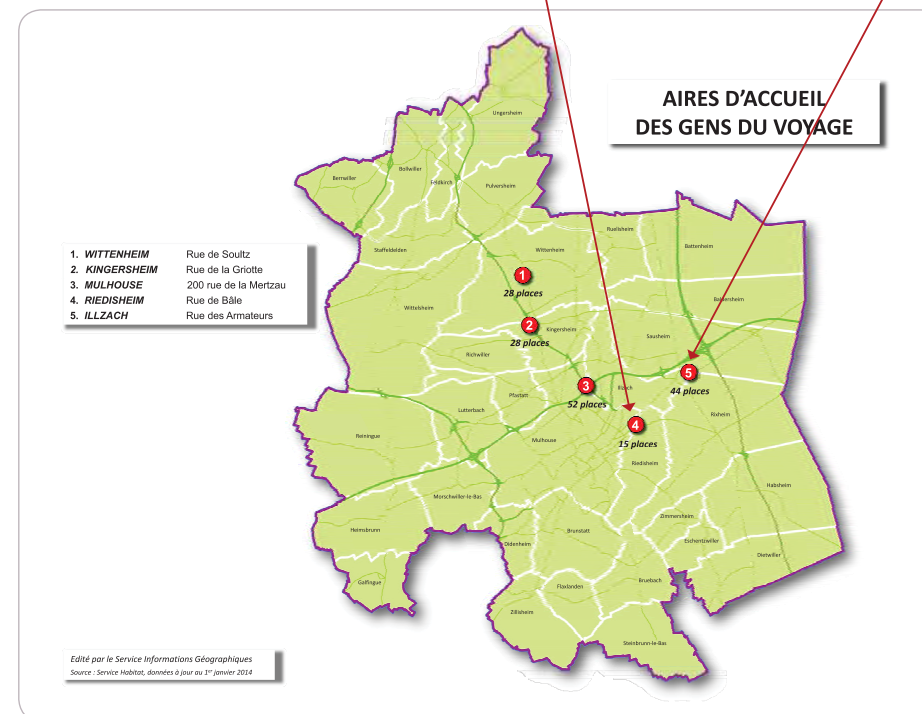 AIRES D'ACCUEIL
DES GENS DU VOYAGE
1. WITTENHEIM Rue de Soultz
2. KINGERSHEIM Rue de la Griotte
3. MULHOUSE 200 rue de la Mertzau
4. RIEDISHEIM Rue de Bâle
5. ILLZACH Rue des Armateurs
Ungersheim
Bollwiller
Berrwiller
Feldkirch
Pulversheim
Ruelisheim
Battenheim
Staffelfelden
Wittenheim
1
28 places
Baldersheim
Wittelsheim
2
Kingersheim
28 places
Sausheim
Richwiller
5
44 places
3
Illzach
52 places
Pfastatt
Lutterbach
Rixheim
4
15 places
Reiningue
Mulhouse
Riedisheim
Habsheim
Morschwiller-le-Bas
Zimmersheim
Heimsbrunn
Brunstatt
Didenheim
Eschentzwiller
Dietwiller
Galfingue
Flaxlanden
Bruebach
Zillisheim
Steinbrunn-le-Bas
Edité par le Service Informations Géographiques
Source : Service Habitat, données à jour au 1er janvier 2014